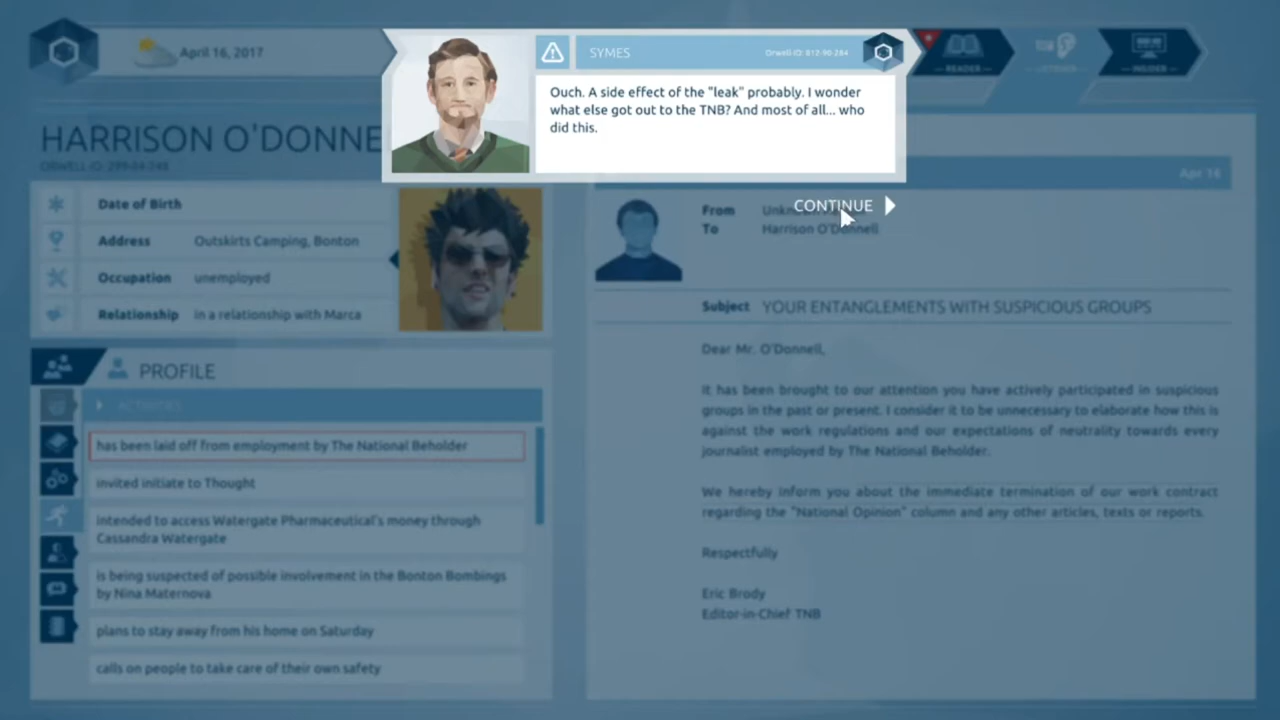 April 16, 2017
SYMES
Orwell-ID: 812-90-284
Ouch. A side effect of the "leak" probably. I wonder
what else got out to the TNB? And most of all... who
did this.
CONTINUE
READER
LISTENER
INSIDER
HARRISON O'DONNE
Date of Birth
Address Outskirts Camping, Bonton
Occupation unemployed
Relationship in a relationship with Marca
PROFILE
ACTIVITIES
has been laid off from employment by The National Beholder
invited initiate to Thought
intended to access Watergate Pharmaceutical's money through
Cassandra Watergate
is being suspected of possible involvement in the Bonton Bombings
by Nina Maternova
plans to stay away from his home on Saturday
calls on people to take care of their own safety
Apr 16
From
To Harrison O'Donnell
Subject YOUR ENTANGLEMENTS WITH SUSPICIOUS GROUPS
Dear Mr. O'Donnell,
It has been brought to our attention you have actively participated in suspicious
groups in the past or present. I consider it to be unnecessary to elaborate how this is
against the work regulations and our expectations of neutrality towards every
journalist employed by The National Beholder.
We hereby inform you about the immediate termination of our work contract
regarding the "National Opinion" column and any other articles, texts or reports.
Respectfully
Eric Brody
Editor-in-Chief TNB